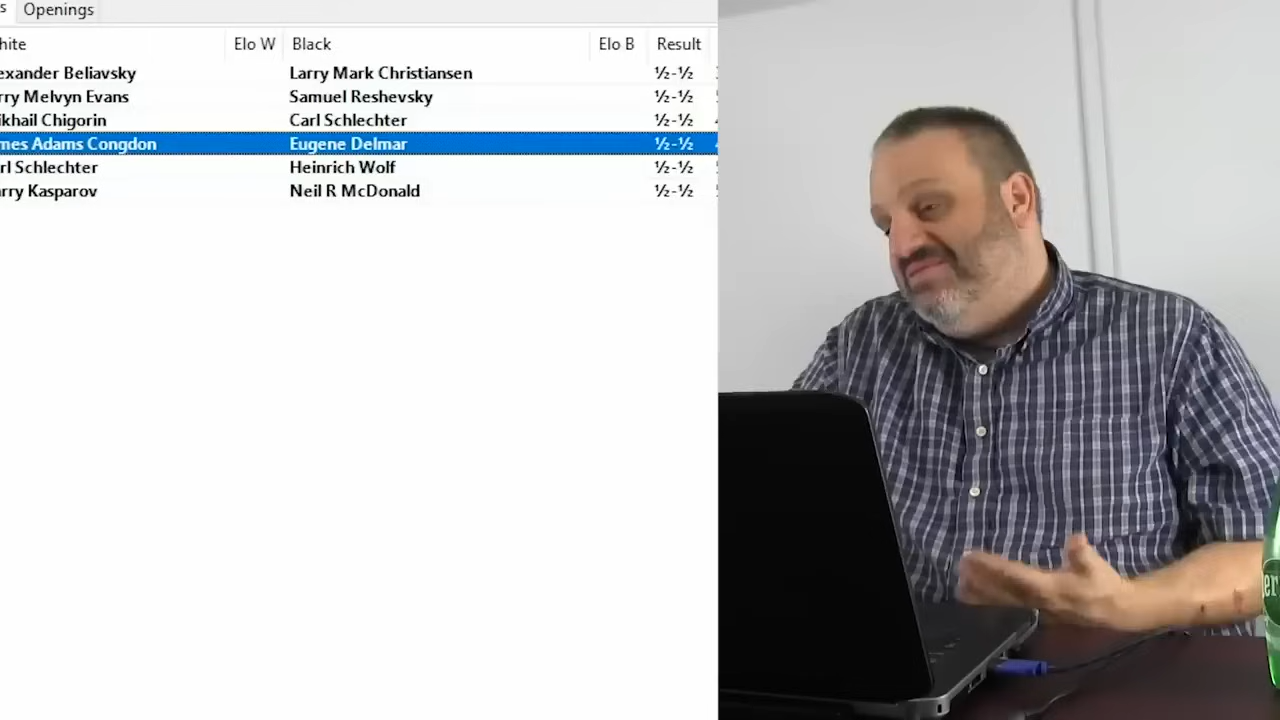 s Openings
hite Elo W Black Elo B Result
exander Beliavsky Larry Mark Christiansen ½-½
rry Melvyn Evans Samuel Reshevsky ½-½
ikhail Chigorin Carl Schlechter ½-½
mes Adams Congdon Eugene Delmar ½-½
rl Schlechter Heinrich Wolf ½-½
rry Kasparov Neil R McDonald ½-½
er